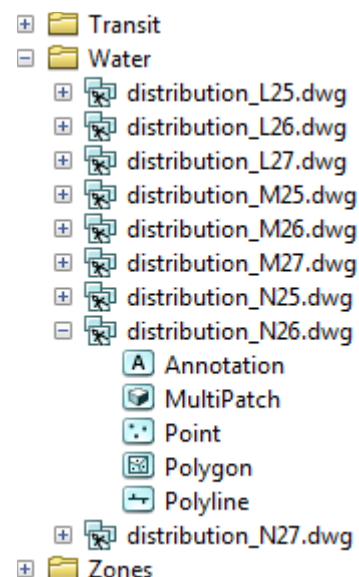 Transit
Water
distribution_L25.dwg
distribution_L26.dwg
distribution_L27.dwg
distribution_M25.dwg
distribution_M26.dwg
distribution_M27.dwg
distribution_N25.dwg
distribution_N26.dwg
A Annotation
MultiPatch
Point
Polygon
Polyline
distribution_N27.dwg
Zones